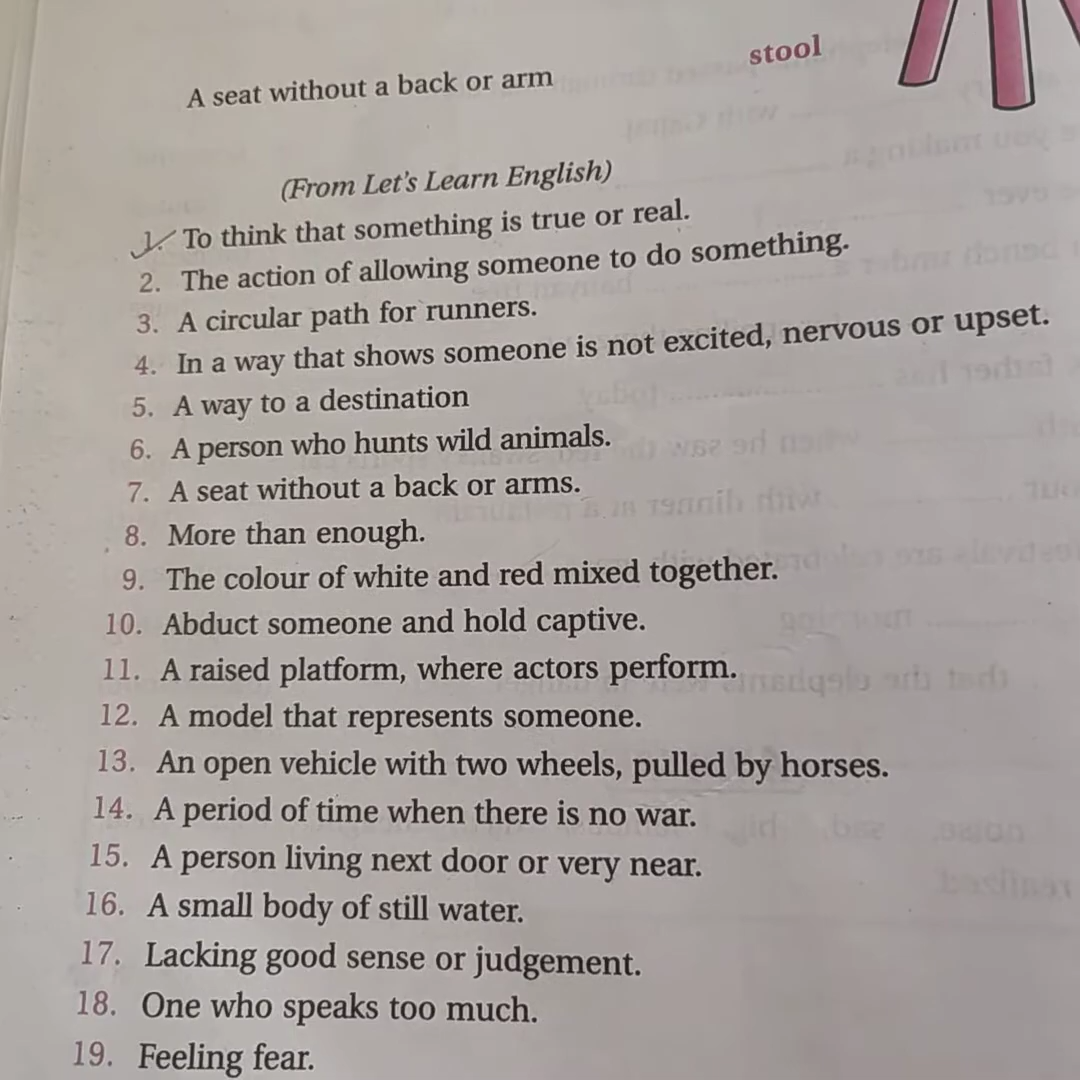 stool
A seat without a back or arm
(From Let's Learn English)
1. To think that something is true or real.
2. The action of allowing someone to do something.
3. A circular path for runners.
4. In a way that shows someone is not excited, nervous or upset.
5. A way to a destination
6. A person who hunts wild animals.
7. A seat without a back or arms.
8. More than enough.
9. The colour of white and red mixed together.
10. Abduct someone and hold captive.
11. A raised platform, where actors perform.
12. A model that represents someone.
13. An open vehicle with two wheels, pulled by horses.
14. A period of time when there is no war.
15. A person living next door or very near.
16. A small body of still water.
17. Lacking good sense or judgement.
18. One who speaks too much.
19. Feeling fear.